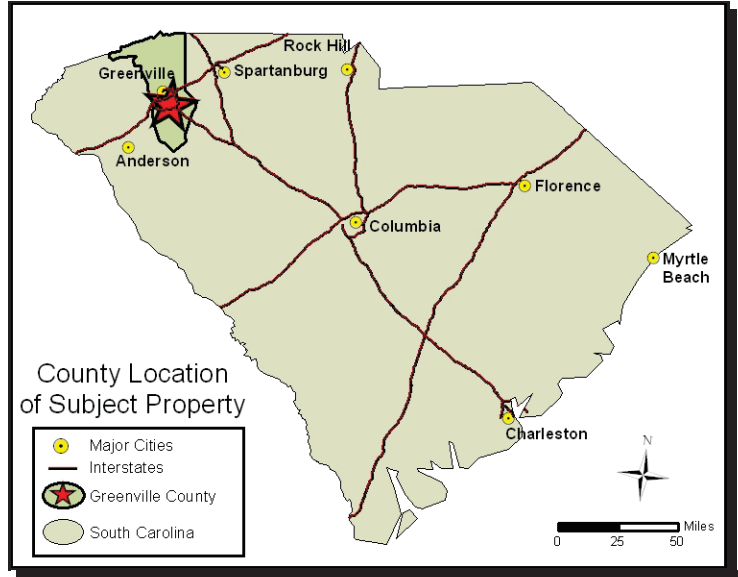 Rock Hill
Greenville
Spartanburg
Anderson
Florence
Columbia
Myrtle
Beach
Charleston
County Location
of Subject Property
Major Cities
Interstates
Greenville County
South Carolina
N
Miles
0 25 50